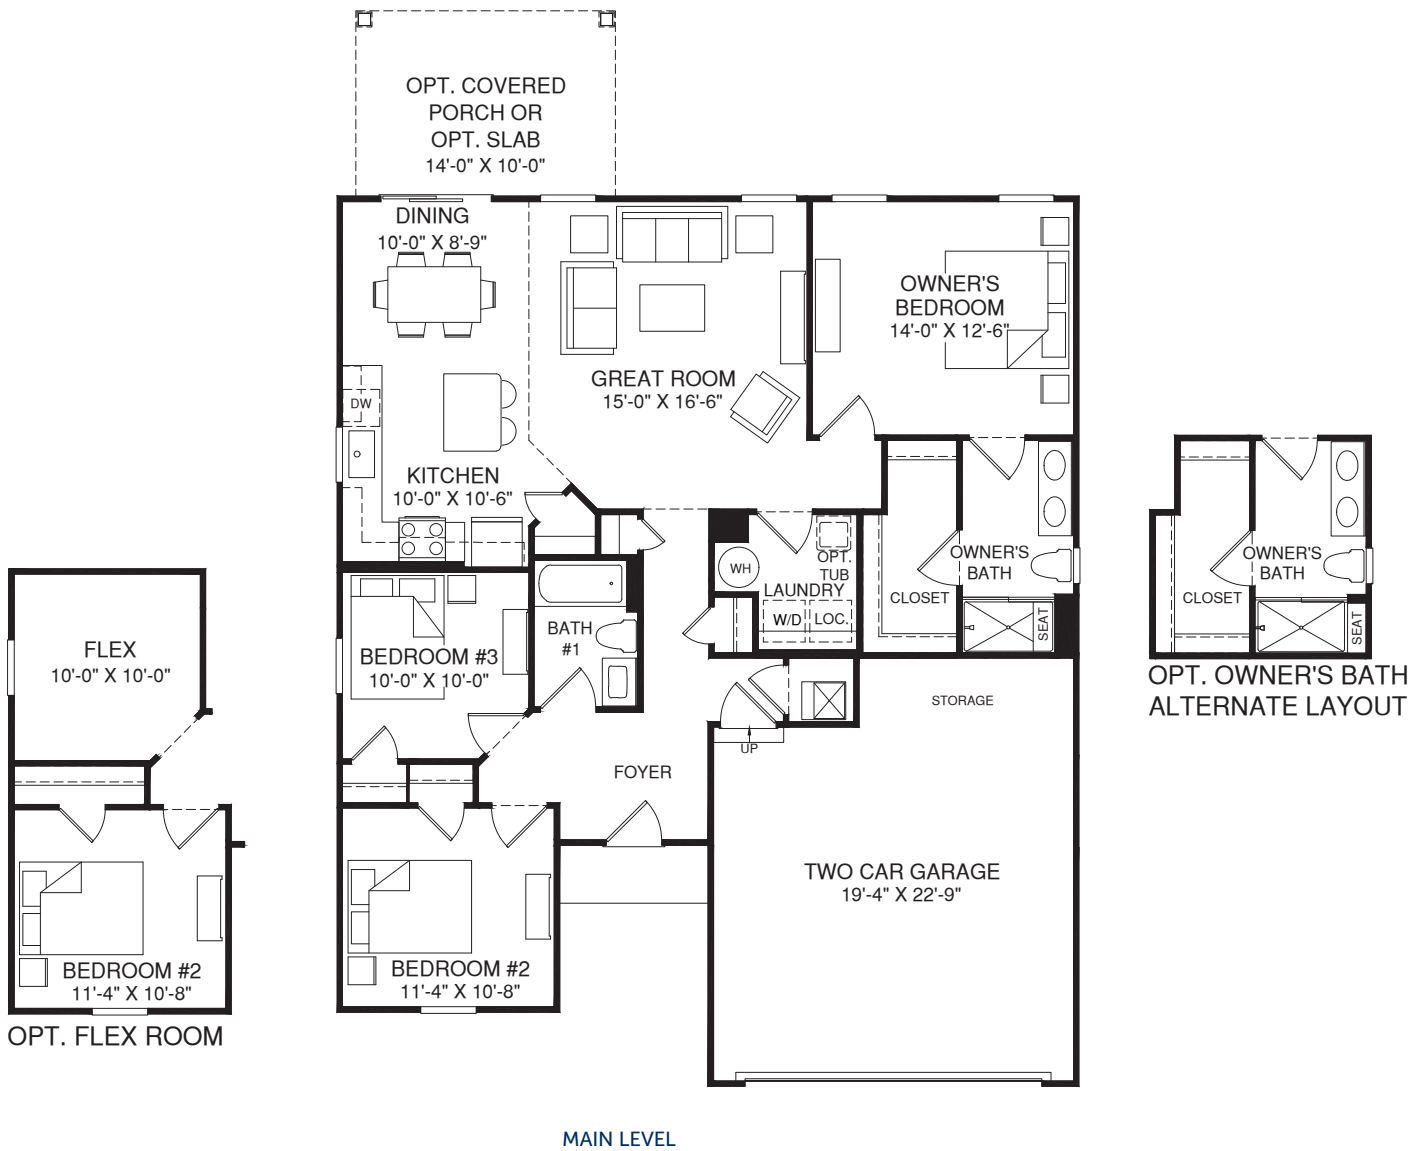 OPT. COVERED
PORCH OR
OPT. SLAB
14'-0" X 10'-0"
DINING
10'-0" X 8'-9"
OWNER'S
BEDROOM
14'-0" X 12'-6"
GREAT ROOM
15'-0" X 16'-6"
DW
KITCHEN
10'-0" X 10'-6"
WH
OPT.
TUB
LAUNDRY
W/D
LOC.
OWNER'S
BATH
CLOSET
SEAT
BATH
#1
BEDROOM #3
10'-0" X 10'-0"
STORAGE
UP
FOYER
TWO CAR GARAGE
19'-4" X 22'-9"
BEDROOM #2
11'-4" X 10'-8"
FLEX
10'-0" X 10'-0"
BEDROOM #2
11'-4" X 10'-8"
OPT. FLEX ROOM
OWNER'S
BATH
CLOSET
SEAT
OPT. OWNER'S BATH
ALTERNATE LAYOUT
MAIN LEVEL